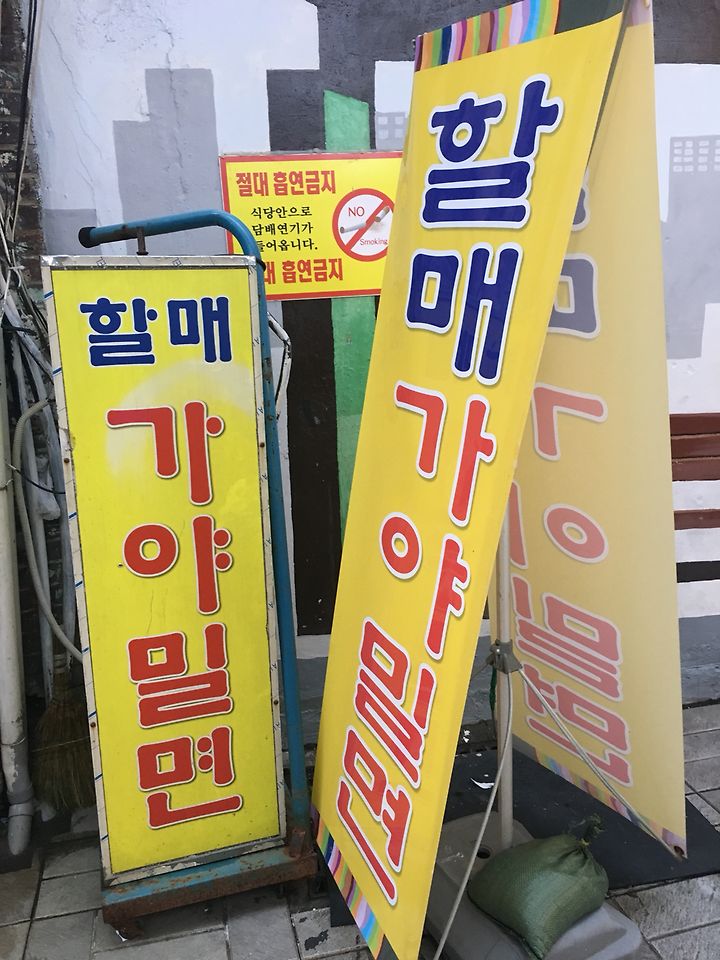 할매
가야
밀면
절대 흡연금지
식당안으로
담배연기가
들어옵니다.
흡연금지
NO
Smoking
할매
가야
밀면